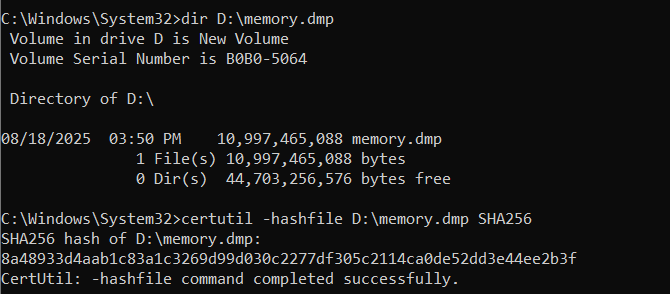 C:\Windows\System32>dir D:\memory.dmp
 Volume in drive D is New Volume
 Volume Serial Number is B0B0-5064

 Directory of D:\

08/18/2025  03:50 PM    10,997,465,088 memory.dmp
               1 File(s) 10,997,465,088 bytes
               0 Dir(s)  44,703,256,576 bytes free

C:\Windows\System32>certutil -hashfile D:\memory.dmp SHA256
SHA256 hash of D:\memory.dmp:
8a48933d4aab1c83a1c3269d99d030c2277df305c2114ca0de52dd3e44ee2b3f
CertUtil: -hashfile command completed successfully.